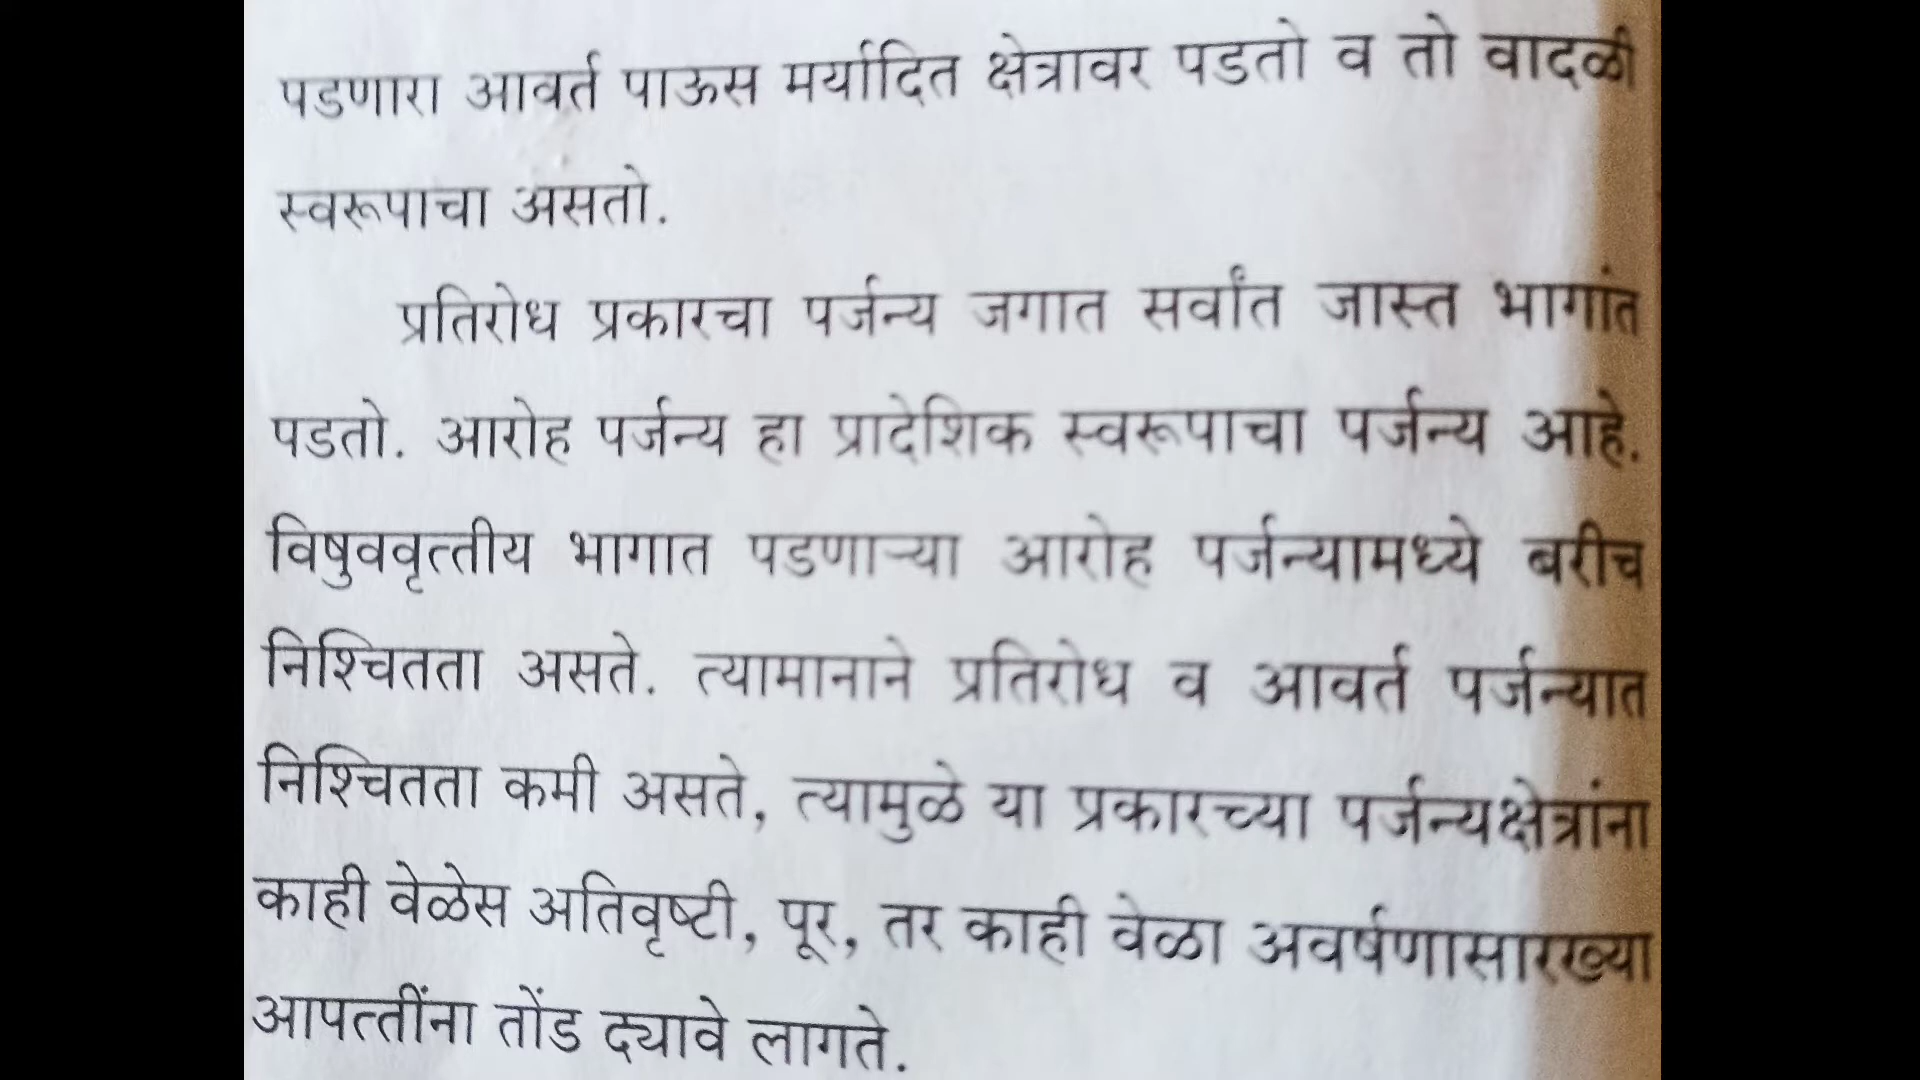 पडणारा आवर्त पाऊस मर्यादित क्षेत्रावर पडतो व तो वादळी
स्वरूपाचा असतो.
प्रतिरोध प्रकारचा पर्जन्य जगात सर्वांत जास्त भागांत
पडतो. आरोह पर्जन्य हा प्रादेशिक स्वरूपाचा पर्जन्य आहे.
विषुववृत्तीय भागात पडणाऱ्या आरोह पर्जन्यामध्ये बरीच
निश्चितता असते. त्यामानाने प्रतिरोध व आवर्त पर्जन्यात
निश्चितता कमी असते, त्यामुळे या प्रकारच्या पर्जन्यक्षेत्रांना
काही वेळेस अतिवृष्टी, पूर, तर काही वेळा अवर्षणासारख्या
आपत्तींना तोंड द्यावे लागते.